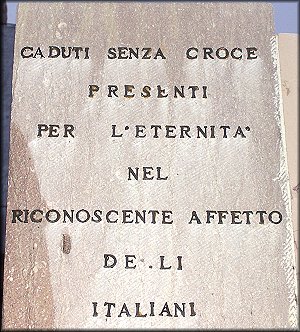 CADUTI SENZA CROCE
PRESENTI
PER L'ETERNITA'
NEL
RICONOSCENTE AFFETTO
DE LI
ITALIANI